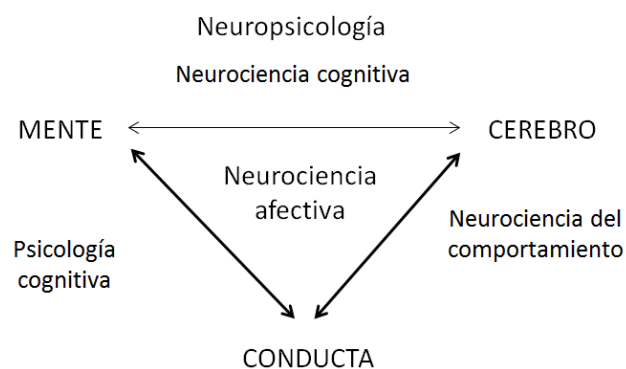 Neuropsicología
Neurociencia cognitiva
MENTE
CEREBRO
Neurociencia
afectiva
Psicología
cognitiva
Neurociencia del
comportamiento
CONDUCTA